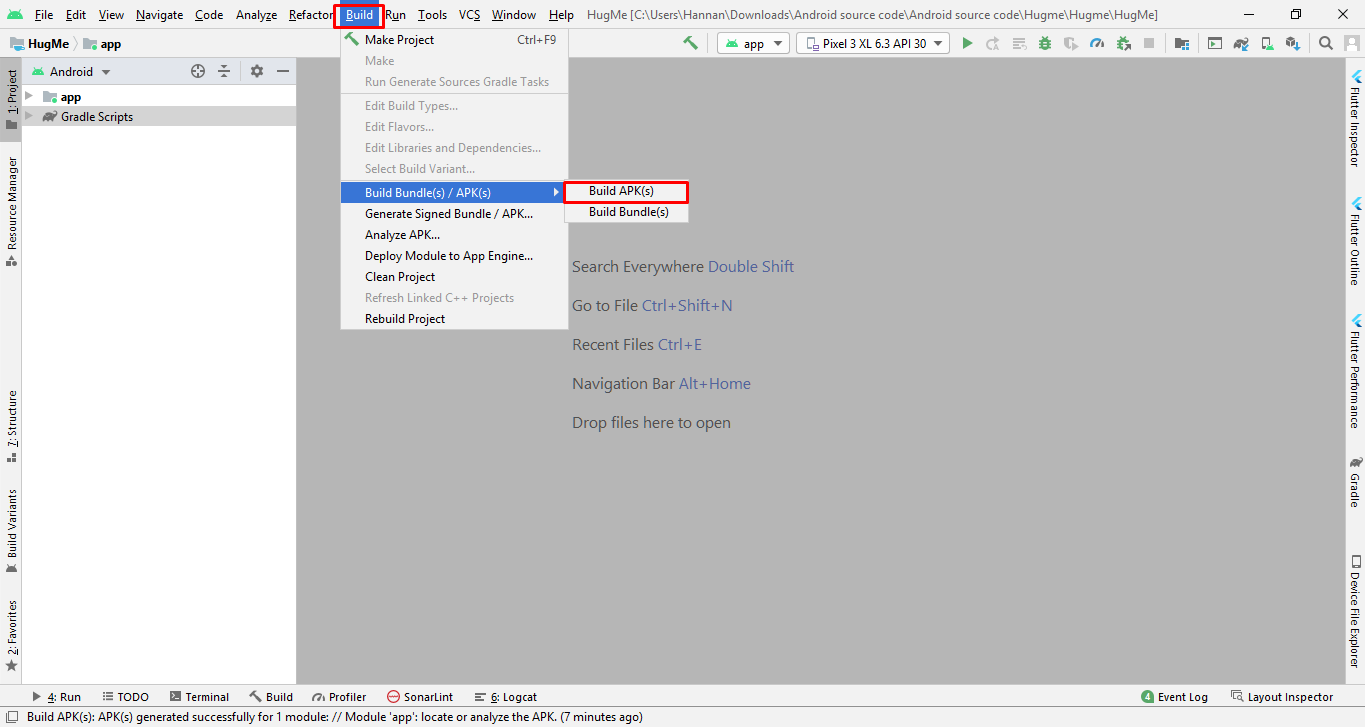 File Edit View Navigate Code Analyze Refactor Build Run Tools VCS Window Help HugMe [C:\Users\Hannan\Downloads\Android source code\Android source code\Hugme\Hugme\HugMe]
HugMe app
app Pixel 3 XL 6.3 API 30
Android
app
Gradle Scripts
Make Project Ctrl+F9
Make
Run Generate Sources Gradle Tasks
Edit Build Types...
Edit Flavors...
Edit Libraries and Dependencies...
Select Build Variant...
Build Bundle(s) / APK(s)
Generate Signed Bundle / APK...
Analyze APK...
Deploy Module to App Engine...
Clean Project
Refresh Linked C++ Projects
Rebuild Project
Build APK(s)
Build Bundle(s)
Search Everywhere Double Shift
Go to File Ctrl+Shift+N
Recent Files Ctrl+E
Navigation Bar Alt+Home
Drop files here to open
1: Project
Resource Manager
7: Structure
Build Variants
2: Favorites
Flutter Inspector
Flutter Outline
Flutter Performance
Gradle
Device File Explorer
4: Run TODO Terminal Build Profiler SonarLint 6: Logcat 4 Event Log Layout Inspector
Build APK(s): APK(s) generated successfully for 1 module: // Module 'app': locate or analyze the APK. (7 minutes ago)